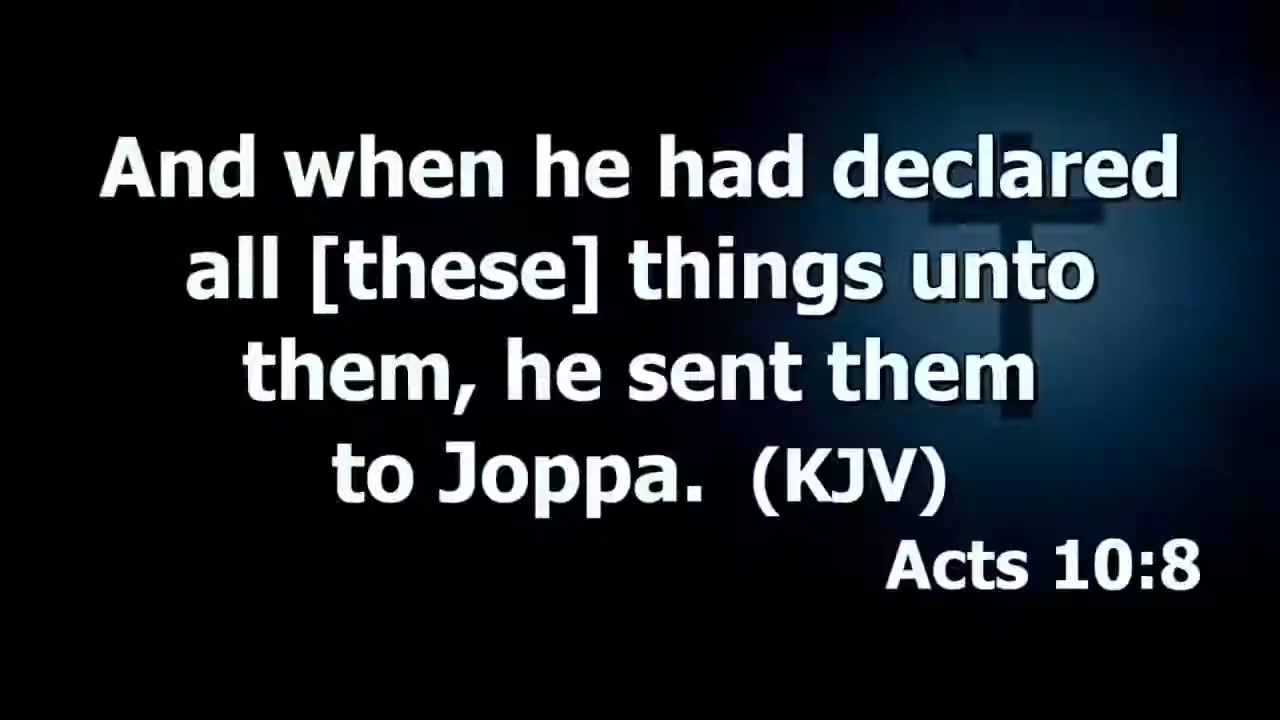 And when he had declared
all [these] things unto
them, he sent them
to Joppa. (KJV)
Acts 10:8